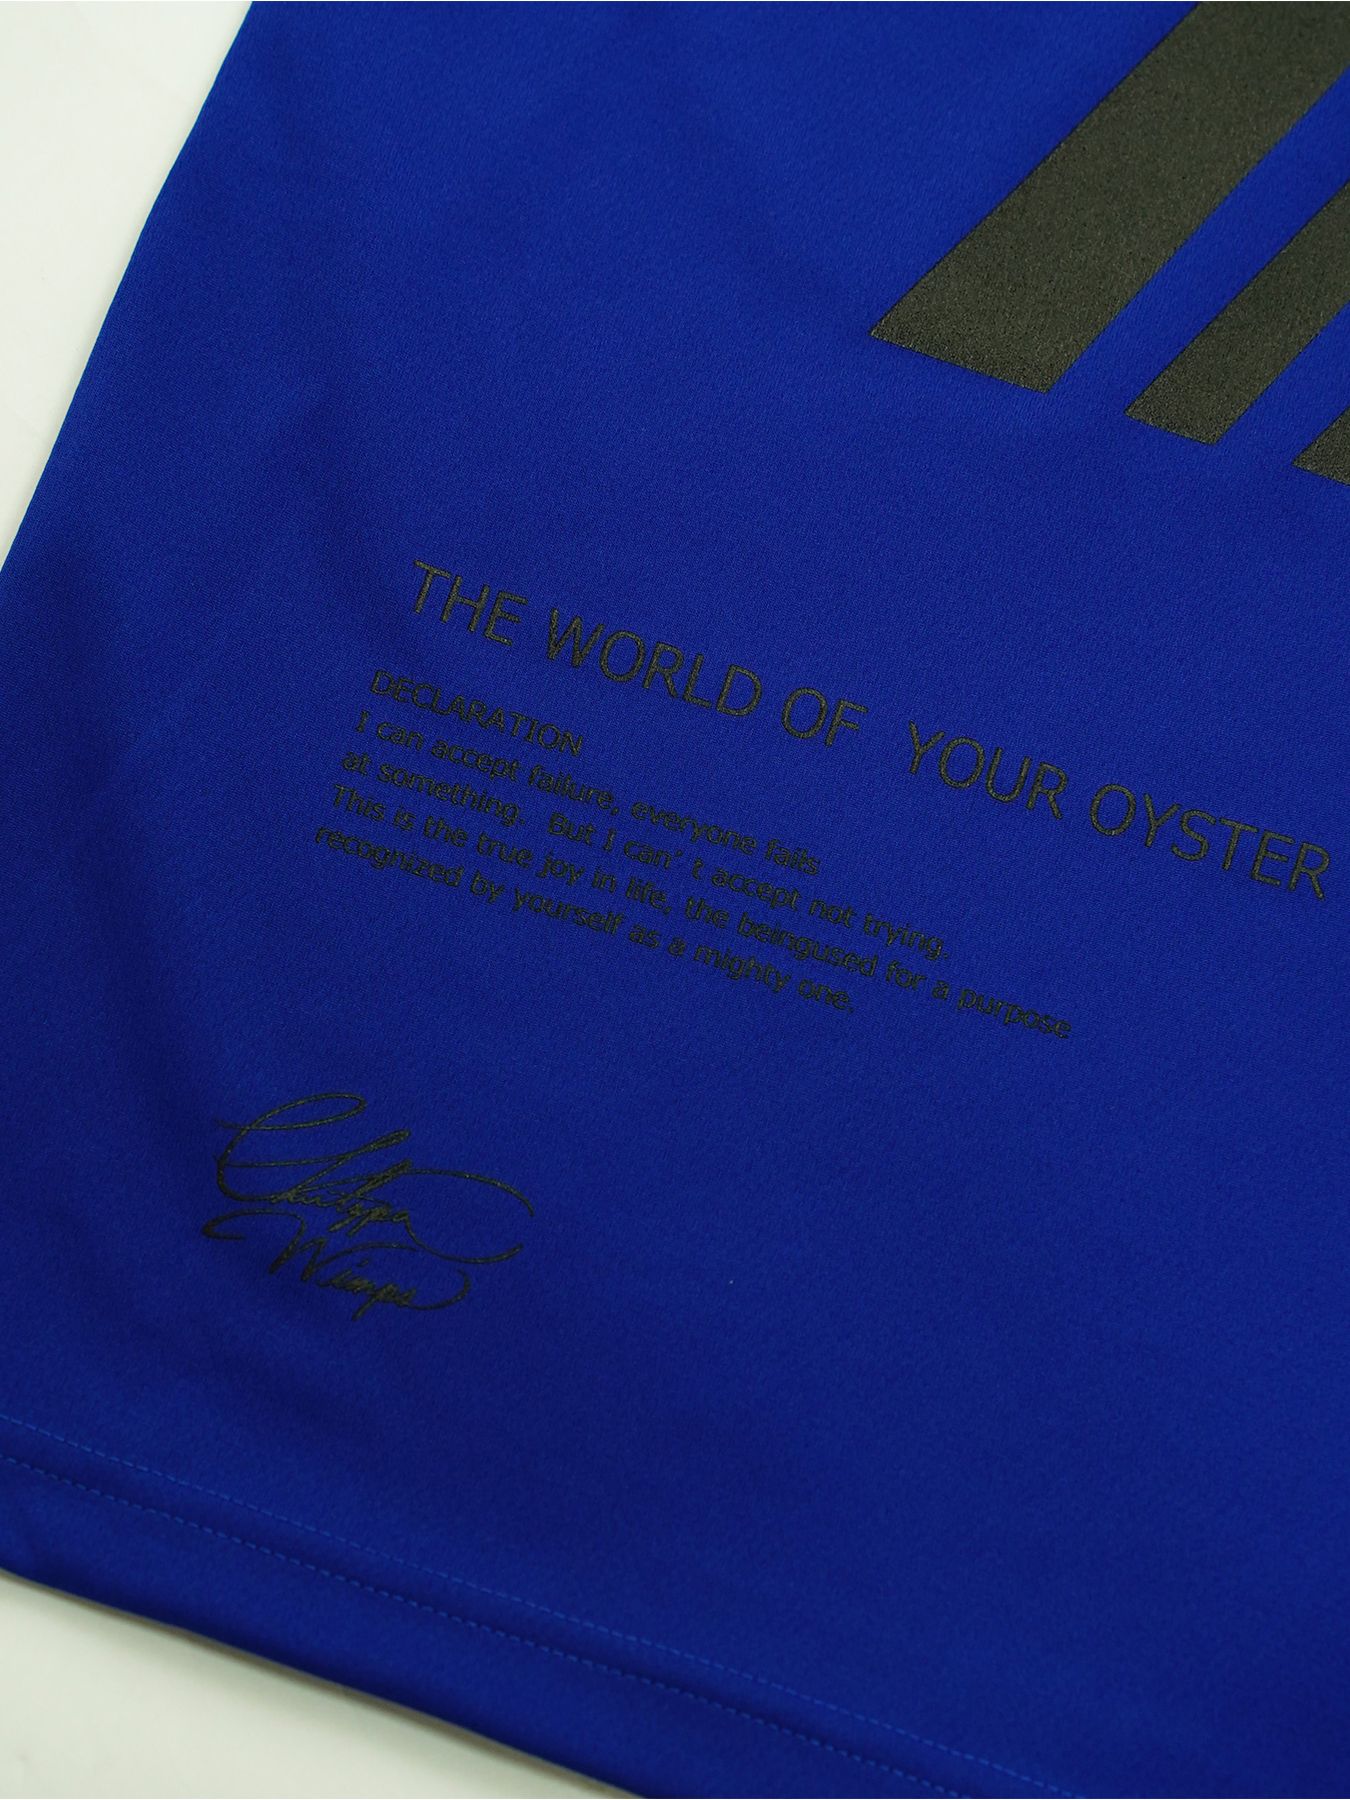 THE WORLD OF YOUR OYSTER
DECLARATION
I can accept failure, everyone fails
at something. But I can’ t accept not trying.
This is the true joy in life, the beingused for a purpose
recognized by yourself as a mighty one.
Wimps